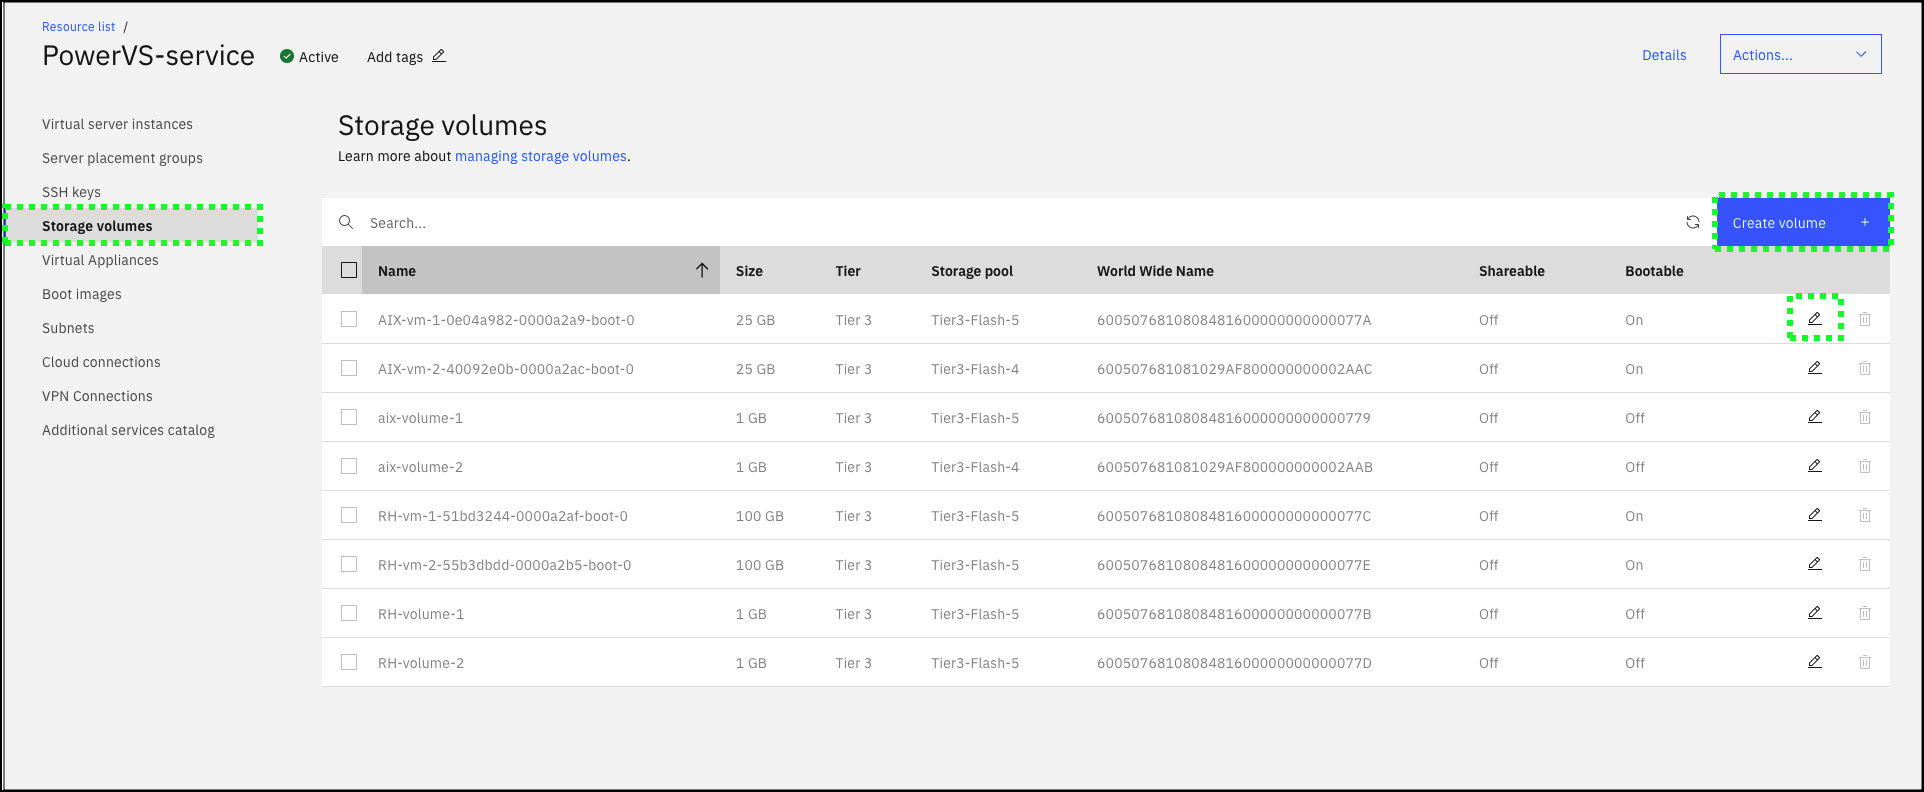 Resource list /
PowerVS-service
Active
Add tags
Details
Actions...
Virtual server instances
Server placement groups
SSH keys
Storage volumes
Virtual Appliances
Boot images
Subnets
Cloud connections
VPN Connections
Additional services catalog
Storage volumes
Learn more about managing storage volumes.
Search...
Create volume +
Name Size Tier Storage pool World Wide Name Shareable Bootable
AIX-vm-1-0e04a982-0000a2a9-boot-0 25 GB Tier 3 Tier3-Flash-5 6005076810808481600000000000077A Off On
AIX-vm-2-40092e0b-0000a2ac-boot-0 25 GB Tier 3 Tier3-Flash-4 600507681081029AF800000000002AAC Off On
aix-volume-1 1 GB Tier 3 Tier3-Flash-5 600507681080848160000000000000779 Off Off
aix-volume-2 1 GB Tier 3 Tier3-Flash-4 600507681081029AF800000000002AAB Off Off
RH-vm-1-51bd3244-0000a2af-boot-0 100 GB Tier 3 Tier3-Flash-5 6005076810808481600000000000077C Off On
RH-vm-2-55b3dbdd-0000a2b5-boot-0 100 GB Tier 3 Tier3-Flash-5 6005076810808481600000000000077E Off On
RH-volume-1 1 GB Tier 3 Tier3-Flash-5 6005076810808481600000000000077B Off Off
RH-volume-2 1 GB Tier 3 Tier3-Flash-5 6005076810808481600000000000077D Off Off